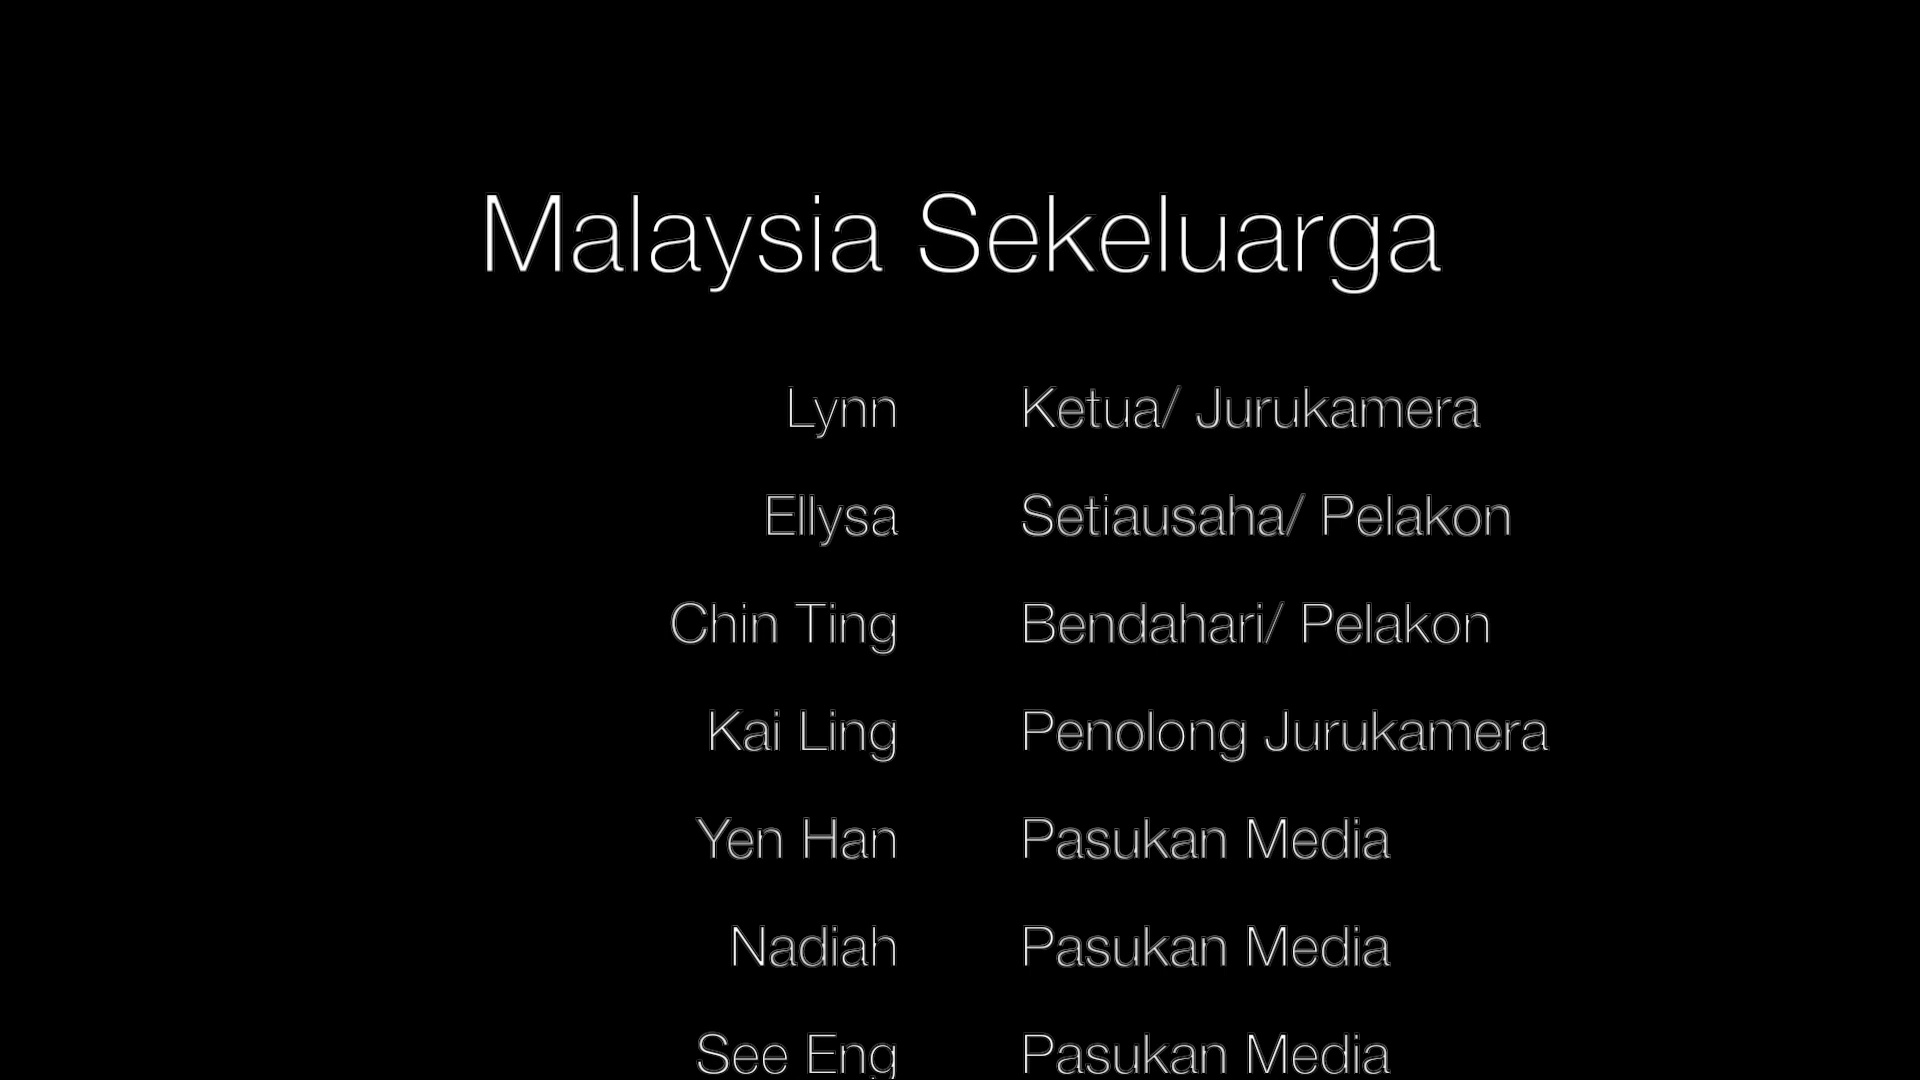 Malaysia Sekeluarga
Lynn Ketua/ Jurukamera
Ellysa Setiausaha/ Pelakon
Chin Ting Bendahari/ Pelakon
Kai Ling Penolong Jurukamera
Yen Han Pasukan Media
Nadiah Pasukan Media
See Eng Pasukan Media